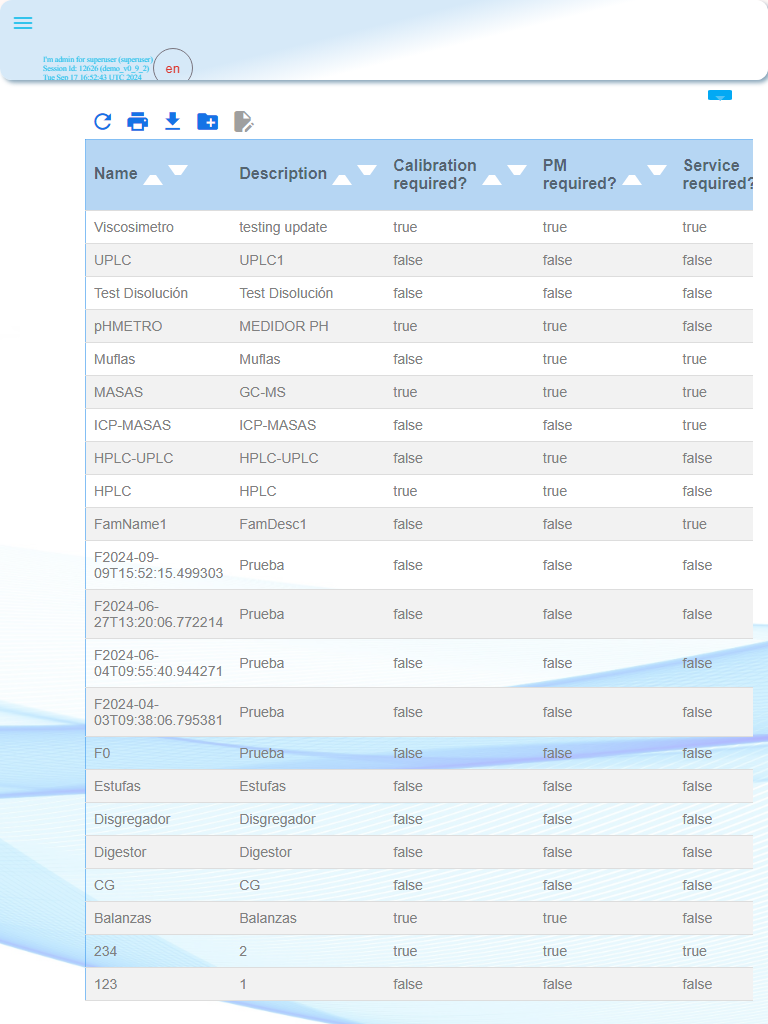 I'm admin for superuser (superuser)
Session Id: 12626 (demo_v0_9_2)
Tue Sep 17 16:52:43 UTC 2024
en
Name Description Calibration required? PM required? Service required?
Viscosimetro testing update true true true
UPLC UPLC1 false false false
Test Disolución Test Disolución false false false
pHMETRO MEDIDOR PH true true false
Muflas Muflas false true true
MASAS GC-MS true true true
ICP-MASAS ICP-MASAS false false true
HPLC-UPLC HPLC-UPLC false true false
HPLC HPLC true true false
FamName1 FamDesc1 false false true
F2024-09-09T15:52:15.499303 Prueba false false false
F2024-06-27T13:20:06.772214 Prueba false false false
F2024-06-04T09:55:40.944271 Prueba false false false
F2024-04-03T09:38:06.795381 Prueba false false false
F0 Prueba false false false
Estufas Estufas false false false
Disgregador Disgregador false false false
Digestor Digestor false false false
CG CG false false false
Balanzas Balanzas true true false
234 2 true true true
123 1 false false false